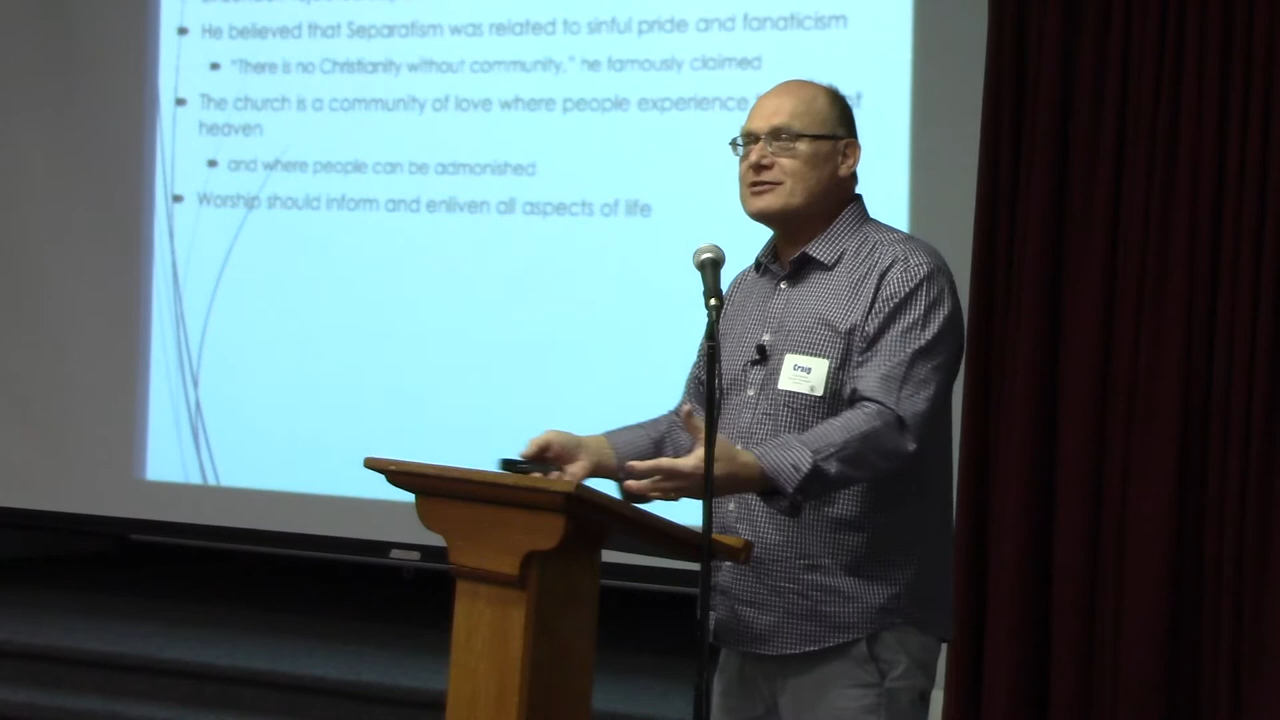 He believed that Separatism was related to sinful pride and fanaticism
"There is no Christianity without community," he famously claimed
The church is a community of love where people experience of
heaven
and where people can be admonished
Worship should inform and enliven all aspects of life
Craig